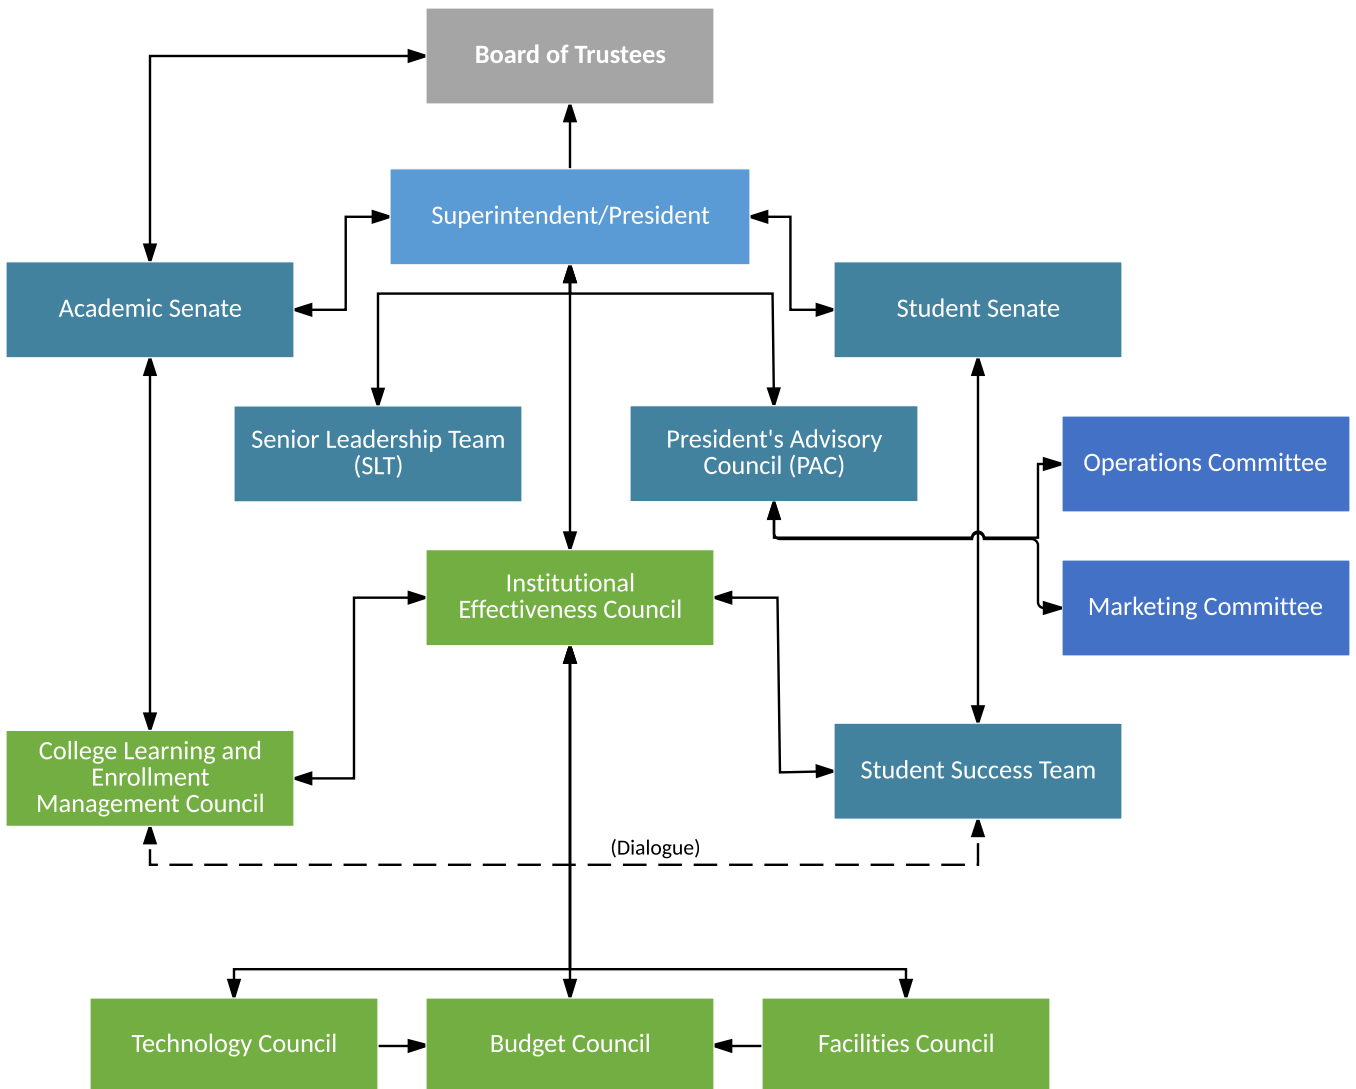 Board of Trustees
Superintendent/President
Academic Senate
Student Senate
Senior Leadership Team
(SLT)
President's Advisory
Council (PAC)
Operations Committee
Institutional
Effectiveness Council
Marketing Committee
College Learning and
Enrollment
Management Council
Student Success Team
(Dialogue)
Technology Council
Budget Council
Facilities Council